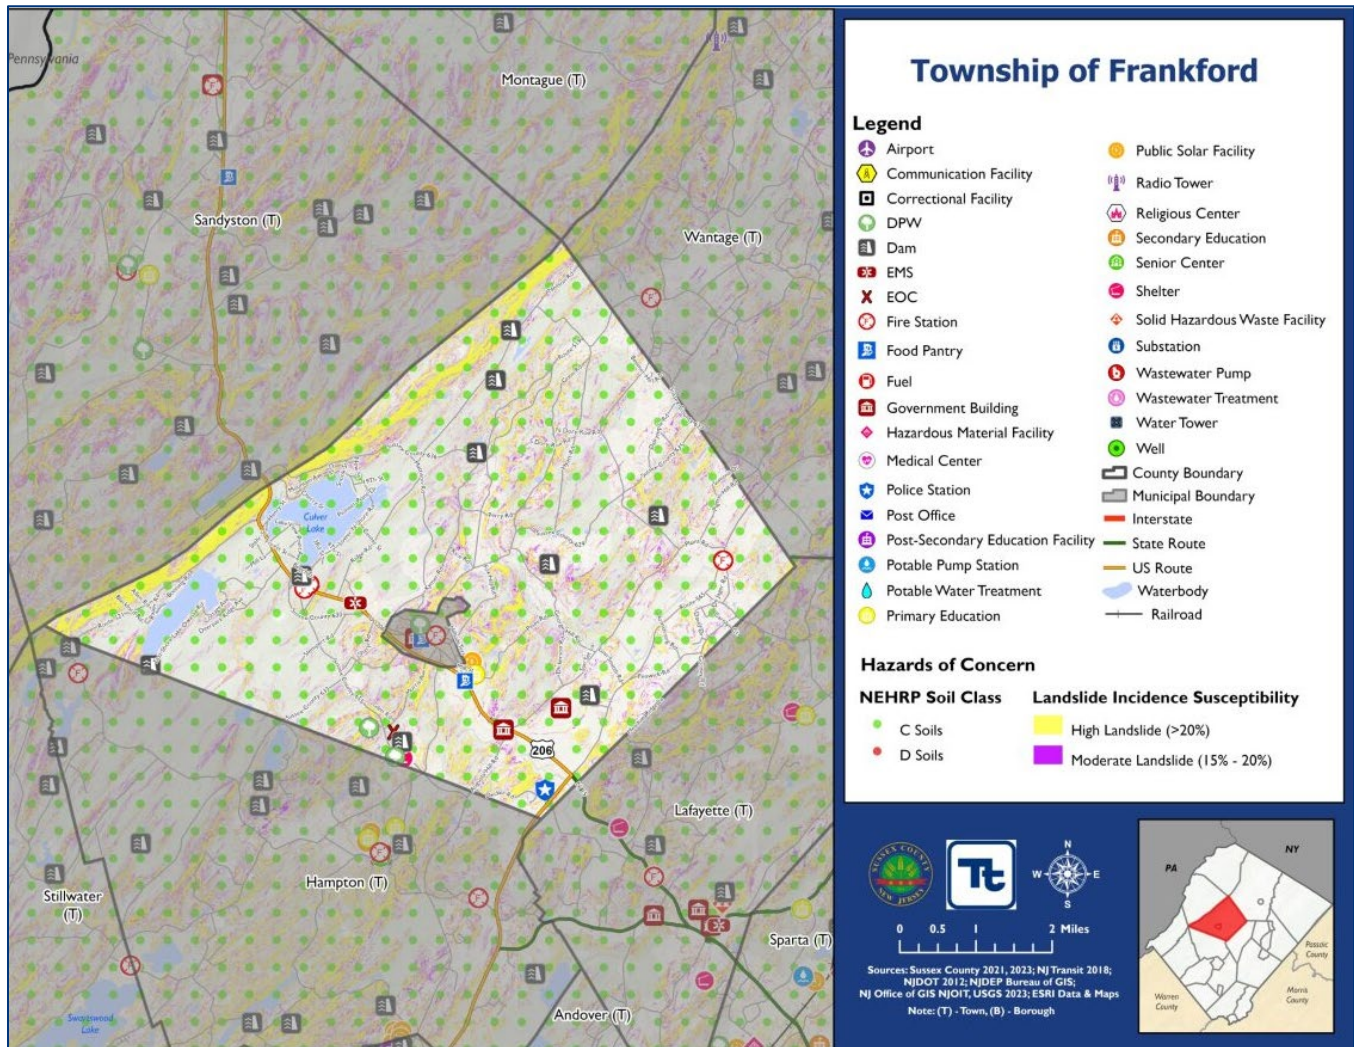 Pennsylvania
Montague (T)
Sandyston (T)
Wantage (T)
Culver
Lake
206
Lafayette (T)
Hampton (T)
Stillwater
(T)
Sparta (T)
Andover (T)
Swartswood
Lake
Township of Frankford
Legend
Airport
Communication Facility
Correctional Facility
DPW
Dam
EMS
EOC
Fire Station
Food Pantry
Fuel
Government Building
Hazardous Material Facility
Medical Center
Police Station
Post Office
Post-Secondary Education Facility
Potable Pump Station
Potable Water Treatment
Primary Education
Public Solar Facility
Radio Tower
Religious Center
Secondary Education
Senior Center
Shelter
Solid Hazardous Waste Facility
Substation
Wastewater Pump
Wastewater Treatment
Water Tower
Well
County Boundary
Municipal Boundary
Interstate
State Route
US Route
Waterbody
Railroad
Hazards of Concern
NEHRP Soil Class
C Soils
D Soils
Landslide Incidence Susceptibility
High Landslide (>20%)
Moderate Landslide (15% - 20%)
SUSSEX COUNTY
NEW JERSEY
Tt
N
W E
S
0 0.5 1 2 Miles
Sources: Sussex County 2021, 2023; NJ Transit 2018;
NJDOT 2012; NJDEP Bureau of GIS;
NJ Office of GIS NJOIT, USGS 2023; ESRI Data & Maps
Note: (T) - Town, (B) - Borough
PA
NY
Passaic
County
Morris
County
Warren
County